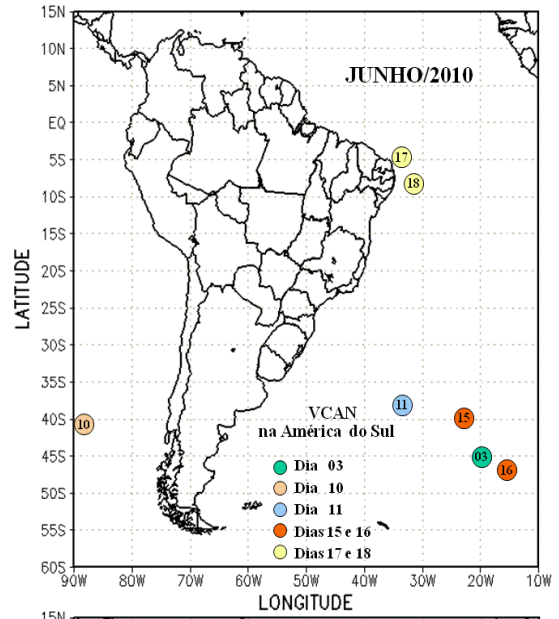 15N
JUNHO/2010
10N
5N
EQ
5S
17
18
10S
15S
20S
25S
30S
35S
11
VCAN
na América do Sul
15
40S
10
03
45S
16
Dia 03
Dia 10
50S
Dia 11
Dias 15 e 16
55S
Dias 17 e 18
60S
90W 80W 70W 60W 50W 40W 30W 20W 10W
LATITUDE
LONGITUDE
15N